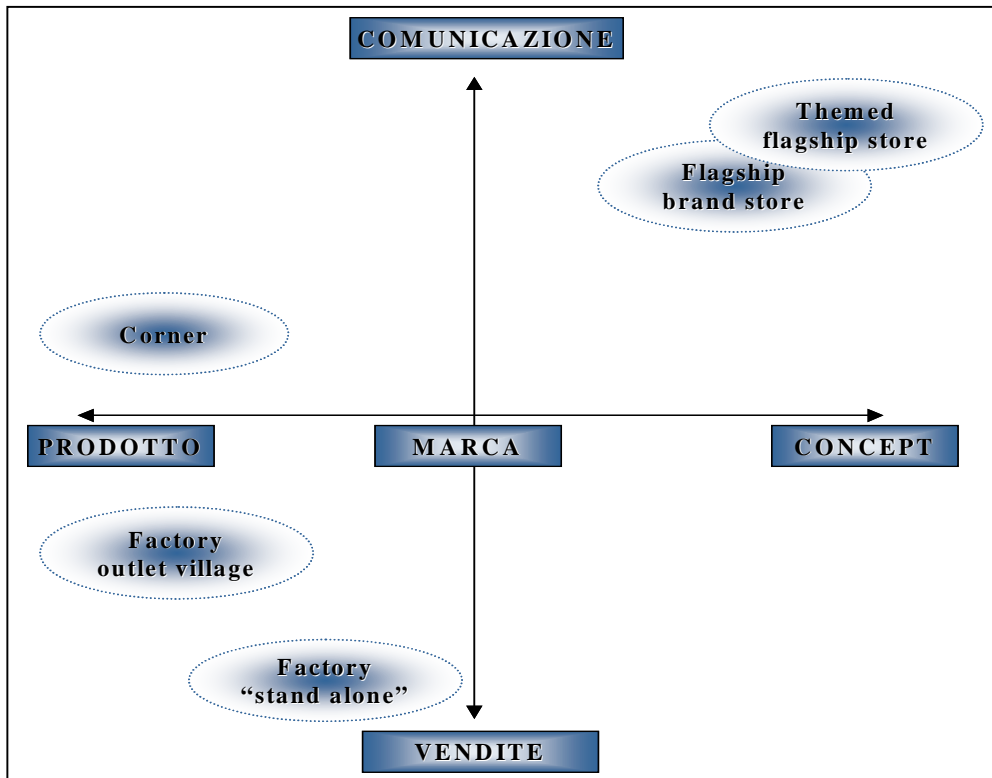 COMUNICAZIONE
Themed
flagship store
Flagship
brand store
Corner
PRODOTTO
MARCA
CONCEPT
Factory
outlet village
Factory
“stand alone”
VENDITE